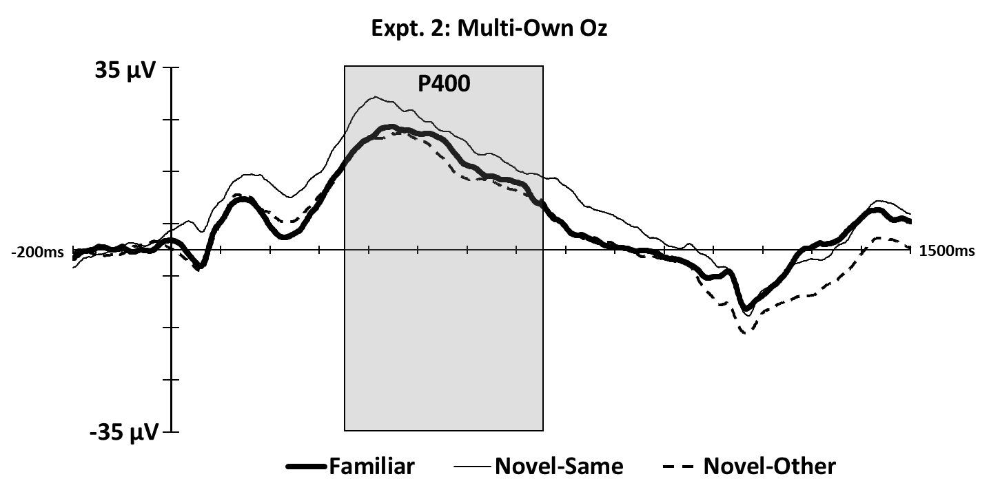 Expt. 2: Multi-Own Oz
35 µV
P400
-200ms
1500ms
-35 µV
Familiar
Novel-Same
Novel-Other